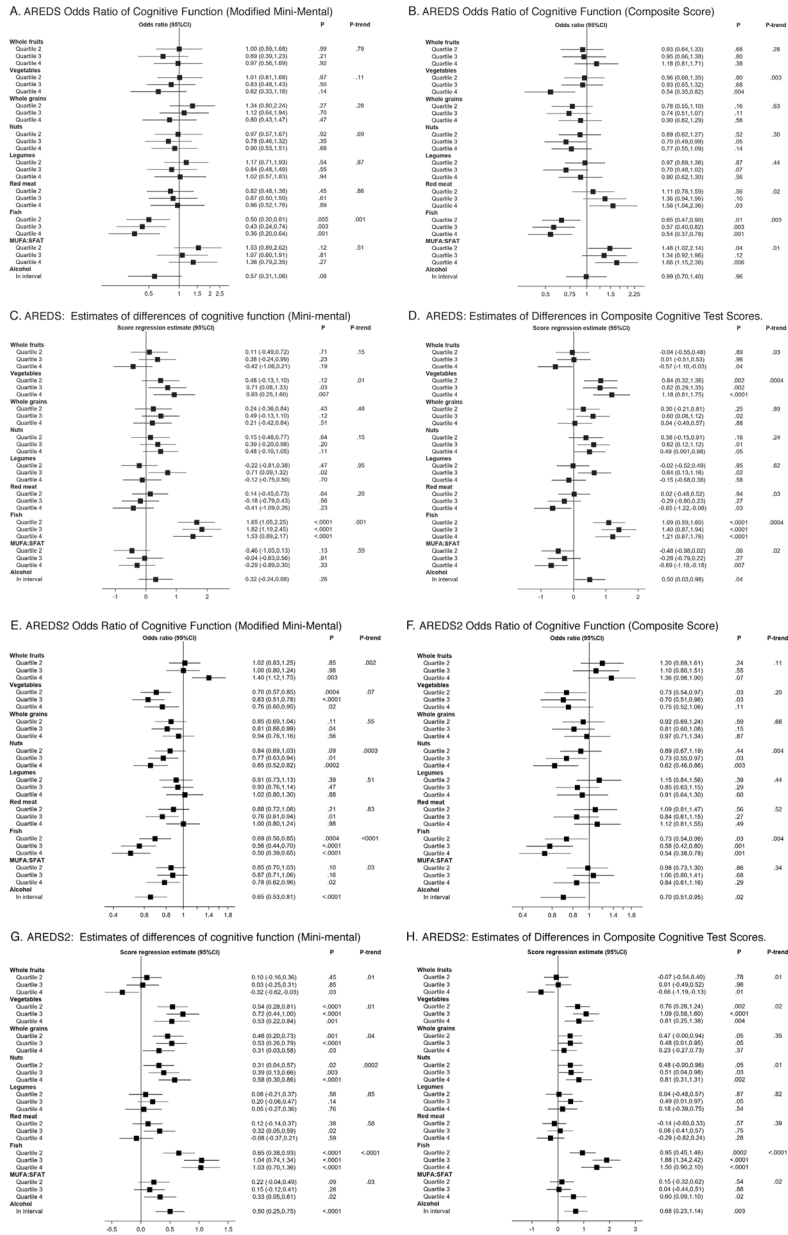 A. AREDS Odds Ratio of Cognitive Function (Modified Mini-Mental)
Odds ratio (95%CI) P P-trend
Whole fruits
Quartile 2 1.00 (0.59,1.68) .99 .79
Quartile 3 0.69 (0.39,1.23) .21
Quartile 4 0.97 (0.56,1.69) .92
Vegetables
Quartile 2 1.01 (0.61,1.68) .97 .11
Quartile 3 0.83 (0.48,1.43) .50
Quartile 4 0.62 (0.33,1.18) .14
Whole grains
Quartile 2 1.34 (0.80,2.24) .27 .28
Quartile 3 1.12 (0.64,1.94) .70
Quartile 4 0.80 (0.43,1.47) .47
Nuts
Quartile 2 0.97 (0.57,1.67) .92 .69
Quartile 3 0.78 (0.46,1.32) .35
Quartile 4 0.90 (0.53,1.51) .68
Legumes
Quartile 2 1.17 (0.71,1.93) .54 .87
Quartile 3 0.84 (0.48,1.49) .55
Quartile 4 1.02 (0.57,1.83) .94
Red meat
Quartile 2 0.82 (0.48,1.38) .45 .86
Quartile 3 0.87 (0.50,1.50) .61
Quartile 4 0.96 (0.52,1.76) .89
Fish
Quartile 2 0.50 (0.30,0.81) .005 .001
Quartile 3 0.43 (0.24,0.74) .003
Quartile 4 0.36 (0.20,0.64) .001
MUFA:SFAT
Quartile 2 1.53 (0.89,2.62) .12 .51
Quartile 3 1.07 (0.60,1.91) .81
Quartile 4 1.36 (0.79,2.35) .27
Alcohol
In interval 0.57 (0.31,1.06) .08
0.5 1 1.5 2 2.5
B. AREDS Odds Ratio of Cognitive Function (Composite Score)
Odds ratio (95%CI) P P-trend
Whole fruits
Quartile 2 0.93 (0.64,1.33) .68 .28
Quartile 3 0.95 (0.66,1.38) .80
Quartile 4 1.18 (0.81,1.71) .38
Vegetables
Quartile 2 0.96 (0.68,1.35) .80 .003
Quartile 3 0.93 (0.65,1.32) .68
Quartile 4 0.54 (0.35,0.82) .004
Whole grains
Quartile 2 0.78 (0.55,1.10) .16 .63
Quartile 3 0.74 (0.51,1.07) .11
Quartile 4 0.90 (0.62,1.29) .56
Nuts
Quartile 2 0.89 (0.62,1.27) .52 .30
Quartile 3 0.70 (0.49,0.99) .05
Quartile 4 0.77 (0.55,1.09) .14
Legumes
Quartile 2 0.97 (0.69,1.36) .87 .44
Quartile 3 0.70 (0.48,1.02) .07
Quartile 4 0.90 (0.62,1.30) .56
Red meat
Quartile 2 1.11 (0.78,1.59) .56 .02
Quartile 3 1.36 (0.94,1.96) .10
Quartile 4 1.56 (1.04,2.36) .03
Fish
Quartile 2 0.65 (0.47,0.90) .01 .003
Quartile 3 0.57 (0.40,0.82) .003
Quartile 4 0.54 (0.37,0.78) .001
MUFA:SFAT
Quartile 2 1.48 (1.02,2.14) .04 .01
Quartile 3 1.34 (0.92,1.96) .12
Quartile 4 1.66 (1.15,2.38) .006
Alcohol
In interval 0.99 (0.70,1.40) .96
0.5 0.75 1 1.5 2.25
C. AREDS: Estimates of differences of cognitive function (Mini-mental)
Score regression estimate (95%CI) P P-trend
Whole fruits
Quartile 2 0.11 (-0.49,0.72) .71 .15
Quartile 3 0.38 (-0.24,0.99) .23
Quartile 4 -0.42 (-1.06,0.21) .19
Vegetables
Quartile 2 0.48 (-0.13,1.10) .12 .01
Quartile 3 0.71 (0.08,1.33) .03
Quartile 4 0.93 (0.25,1.60) .007
Whole grains
Quartile 2 0.24 (-0.36,0.84) .43 .48
Quartile 3 0.49 (-0.13,1.10) .12
Quartile 4 0.21 (-0.42,0.84) .51
Nuts
Quartile 2 0.15 (-0.48,0.77) .64 .15
Quartile 3 0.39 (-0.20,0.98) .20
Quartile 4 0.48 (-0.10,1.05) .11
Legumes
Quartile 2 -0.22 (-0.81,0.38) .47 .95
Quartile 3 0.71 (0.09,1.32) .02
Quartile 4 -0.12 (-0.75,0.50) .70
Red meat
Quartile 2 0.14 (-0.45,0.73) .64 .20
Quartile 3 -0.18 (-0.79,0.43) .56
Quartile 4 -0.41 (-1.09,0.26) .23
Fish
Quartile 2 1.65 (1.05,2.25) <.0001 .001
Quartile 3 1.82 (1.19,2.45) <.0001
Quartile 4 1.53 (0.89,2.17) <.0001
MUFA:SFAT
Quartile 2 -0.46 (-1.05,0.13) .13 .59
Quartile 3 -0.04 (-0.63,0.56) .91
Quartile 4 -0.29 (-0.89,0.30) .33
Alcohol
In interval 0.32 (-0.24,0.88) .26
-1 0 1 2
D. AREDS: Estimates of Differences in Composite Cognitive Test Scores.
Score regression estimate (95%CI) P P-trend
Whole fruits
Quartile 2 -0.04 (-0.55,0.48) .89 .03
Quartile 3 0.01 (-0.51,0.53) .96
Quartile 4 -0.57 (-1.10,-0.03) .04
Vegetables
Quartile 2 0.84 (0.32,1.36) .002 .0004
Quartile 3 0.82 (0.29,1.35) .002
Quartile 4 1.18 (0.61,1.75) <.0001
Whole grains
Quartile 2 0.30 (-0.21,0.81) .25 .89
Quartile 3 0.60 (0.08,1.12) .02
Quartile 4 0.04 (-0.49,0.57) .88
Nuts
Quartile 2 0.38 (-0.15,0.91) .16 .24
Quartile 3 0.62 (0.12,1.12) .01
Quartile 4 0.49 (0.001,0.98) .05
Legumes
Quartile 2 -0.02 (-0.52,0.49) .95 .62
Quartile 3 0.64 (0.13,1.16) .02
Quartile 4 -0.15 (-0.68,0.38) .58
Red meat
Quartile 2 0.02 (-0.48,0.52) .94 .03
Quartile 3 -0.29 (-0.80,0.23) .27
Quartile 4 -0.65 (-1.22,-0.08) .03
Fish
Quartile 2 1.09 (0.59,1.60) <.0001 .0004
Quartile 3 1.40 (0.87,1.94) <.0001
Quartile 4 1.21 (0.67,1.76) <.0001
MUFA:SFAT
Quartile 2 -0.48 (-0.98,0.02) .06 .02
Quartile 3 -0.28 (-0.79,0.22) .27
Quartile 4 -0.69 (-1.19,-0.18) .007
Alcohol
In interval 0.50 (0.03,0.98) .04
-1 0 1 2
E. AREDS2 Odds Ratio of Cognitive Function (Modified Mini-Mental)
Odds ratio (95%CI) P P-trend
Whole fruits
Quartile 2 1.02 (0.83,1.25) .85 .002
Quartile 3 1.00 (0.80,1.24) .98
Quartile 4 1.40 (1.12,1.75) .003
Vegetables
Quartile 2 0.70 (0.57,0.85) .0004 .07
Quartile 3 0.63 (0.51,0.78) <.0001
Quartile 4 0.76 (0.60,0.95) .02
Whole grains
Quartile 2 0.85 (0.69,1.04) .11 .55
Quartile 3 0.81 (0.66,0.99) .04
Quartile 4 0.94 (0.76,1.16) .56
Nuts
Quartile 2 0.84 (0.69,1.03) .09 .0003
Quartile 3 0.77 (0.63,0.94) .01
Quartile 4 0.65 (0.52,0.82) .0002
Legumes
Quartile 2 0.91 (0.73,1.13) .39 .51
Quartile 3 0.93 (0.76,1.14) .47
Quartile 4 1.02 (0.80,1.30) .88
Red meat
Quartile 2 0.88 (0.72,1.08) .21 .83
Quartile 3 0.76 (0.61,0.94) .01
Quartile 4 1.00 (0.80,1.24) .98
Fish
Quartile 2 0.69 (0.56,0.85) .0004 <.0001
Quartile 3 0.56 (0.44,0.70) <.0001
Quartile 4 0.50 (0.39,0.65) <.0001
MUFA:SFAT
Quartile 2 0.85 (0.70,1.03) .10 .03
Quartile 3 0.87 (0.71,1.06) .16
Quartile 4 0.78 (0.62,0.96) .02
Alcohol
In interval 0.65 (0.53,0.81) <.0001
0.4 0.6 1 1.4 1.8
F. AREDS2 Odds Ratio of Cognitive Function (Composite Score)
Odds ratio (95%CI) P P-trend
Whole fruits
Quartile 2 1.20 (0.89,1.61) .24 .11
Quartile 3 1.10 (0.80,1.51) .55
Quartile 4 1.36 (0.98,1.90) .07
Vegetables
Quartile 2 0.73 (0.54,0.97) .03 .20
Quartile 3 0.70 (0.51,0.96) .03
Quartile 4 0.75 (0.52,1.06) .11
Whole grains
Quartile 2 0.92 (0.69,1.24) .59 .66
Quartile 3 0.81 (0.60,1.08) .15
Quartile 4 0.97 (0.71,1.34) .87
Nuts
Quartile 2 0.89 (0.67,1.19) .44 .004
Quartile 3 0.73 (0.55,0.97) .03
Quartile 4 0.62 (0.46,0.86) .003
Legumes
Quartile 2 1.15 (0.84,1.56) .39 .44
Quartile 3 0.85 (0.63,1.15) .29
Quartile 4 0.91 (0.64,1.30) .60
Red meat
Quartile 2 1.09 (0.81,1.47) .56 .52
Quartile 3 0.84 (0.61,1.15) .27
Quartile 4 1.12 (0.81,1.55) .49
Fish
Quartile 2 0.73 (0.54,0.98) .03 .004
Quartile 3 0.58 (0.42,0.80) .001
Quartile 4 0.54 (0.38,0.78) .001
MUFA:SFAT
Quartile 2 0.98 (0.73,1.30) .86 .34
Quartile 3 1.06 (0.80,1.41) .68
Quartile 4 0.84 (0.61,1.16) .29
Alcohol
In interval 0.70 (0.51,0.95) .02
0.4 0.6 1 1.4 1.8
G. AREDS2: Estimates of differences of cognitive function (Mini-mental)
Score regression estimate (95%CI) P P-trend
Whole fruits
Quartile 2 0.10 (-0.16,0.36) .45 .01
Quartile 3 0.03 (-0.25,0.31) .85
Quartile 4 -0.32 (-0.62,-0.03) .03
Vegetables
Quartile 2 0.54 (0.28,0.81) <.0001 .01
Quartile 3 0.72 (0.44,1.00) <.0001
Quartile 4 0.53 (0.22,0.84) .001
Whole grains
Quartile 2 0.46 (0.20,0.73) .001 .04
Quartile 3 0.53 (0.26,0.79) <.0001
Quartile 4 0.31 (0.03,0.58) .03
Nuts
Quartile 2 0.31 (0.04,0.57) .02 .0002
Quartile 3 0.39 (0.13,0.66) .003
Quartile 4 0.58 (0.30,0.86) <.0001
Legumes
Quartile 2 0.08 (-0.21,0.37) .58 .85
Quartile 3 0.20 (-0.06,0.47) .14
Quartile 4 0.05 (-0.27,0.36) .76
Red meat
Quartile 2 0.12 (-0.14,0.37) .38 .58
Quartile 3 0.32 (0.05,0.59) .02
Quartile 4 -0.08 (-0.37,0.21) .59
Fish
Quartile 2 0.65 (0.38,0.93) <.0001 <.0001
Quartile 3 1.04 (0.74,1.34) <.0001
Quartile 4 1.03 (0.70,1.36) <.0001
MUFA:SFAT
Quartile 2 0.22 (-0.04,0.49) .09 .03
Quartile 3 0.15 (-0.12,0.41) .28
Quartile 4 0.33 (0.05,0.61) .02
Alcohol
In interval 0.50 (0.25,0.75) <.0001
-0.5 0 0.5 1
H. AREDS2: Estimates of Differences in Composite Cognitive Test Scores.
Score regression estimate (95%CI) P P-trend
Whole fruits
Quartile 2 -0.07 (-0.54,0.40) .78 .01
Quartile 3 0.01 (-0.49,0.52) .96
Quartile 4 -0.66 (-1.19,-0.13) .01
Vegetables
Quartile 2 0.76 (0.28,1.24) .002 .02
Quartile 3 1.09 (0.58,1.60) <.0001
Quartile 4 0.81 (0.25,1.38) .004
Whole grains
Quartile 2 0.47 (-0.00,0.94) .05 .35
Quartile 3 0.48 (0.01,0.95) .05
Quartile 4 0.23 (-0.27,0.73) .37
Nuts
Quartile 2 0.48 (-0.00,0.96) .05 .01
Quartile 3 0.51 (0.04,0.98) .03
Quartile 4 0.81 (0.31,1.31) .002
Legumes
Quartile 2 0.04 (-0.48,0.57) .87 .82
Quartile 3 0.49 (0.01,0.97) .05
Quartile 4 0.18 (-0.39,0.75) .54
Red meat
Quartile 2 -0.14 (-0.60,0.33) .57 .39
Quartile 3 0.08 (-0.41,0.57) .75
Quartile 4 -0.29 (-0.82,0.24) .28
Fish
Quartile 2 0.95 (0.45,1.46) .0002 <.0001
Quartile 3 1.88 (1.34,2.42) <.0001
Quartile 4 1.50 (0.90,2.10) <.0001
MUFA:SFAT
Quartile 2 0.15 (-0.32,0.62) .54 .02
Quartile 3 0.04 (-0.44,0.51) .88
Quartile 4 0.60 (0.09,1.10) .02
Alcohol
In interval 0.68 (0.23,1.14) .003
-1 0 1 2 3